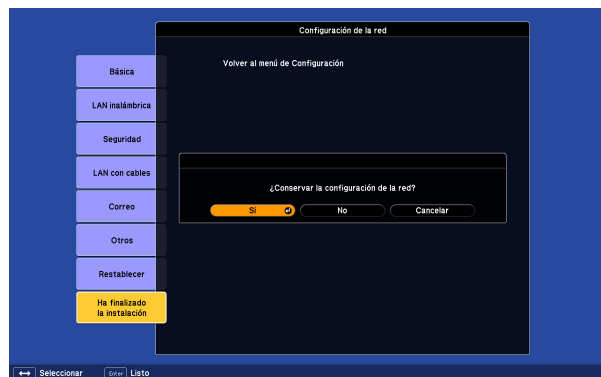 Configuración de la red
Volver al menú de Configuración
Básica
LAN inalámbrica
Seguridad
LAN con cables
Correo
Otros
Restablecer
Ha finalizado
la instalación
¿Conservar la configuración de la red?
Sí No Cancelar
Seleccionar Enter Listo